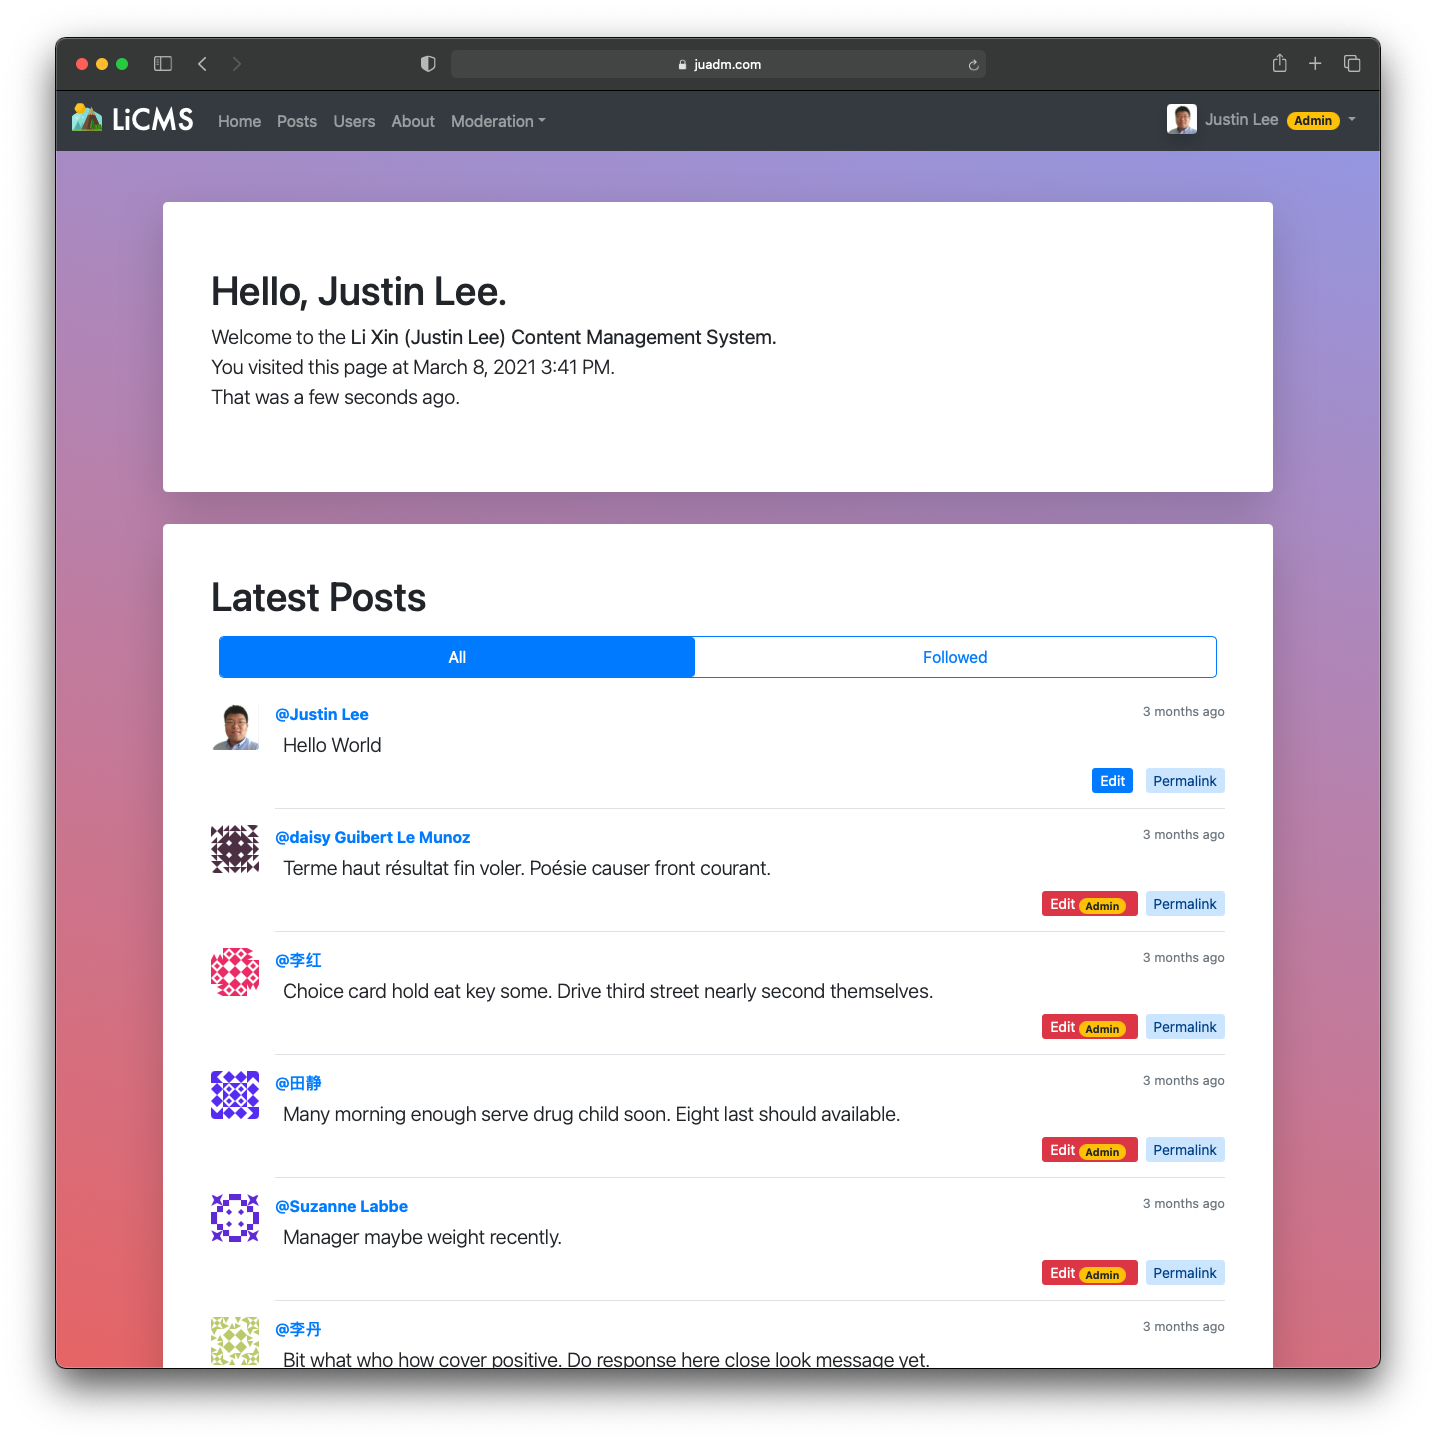 juadm.com
LiCMS Home Posts Users About Moderation Justin Lee Admin
Hello, Justin Lee.
Welcome to the Li Xin (Justin Lee) Content Management System.
You visited this page at March 8, 2021 3:41 PM.
That was a few seconds ago.
Latest Posts
All Followed
@Justin Lee 3 months ago
Hello World
Edit Permalink
@daisy Guibert Le Munoz 3 months ago
Terme haut résultat fin voler. Poésie causer front courant.
Edit Admin Permalink
@李红 3 months ago
Choice card hold eat key some. Drive third street nearly second themselves.
Edit Admin Permalink
@田静 3 months ago
Many morning enough serve drug child soon. Eight last should available.
Edit Admin Permalink
@Suzanne Labbe 3 months ago
Manager maybe weight recently.
Edit Admin Permalink
@李丹 3 months ago
Bit what who how cover positive. Do response here close look message yet.